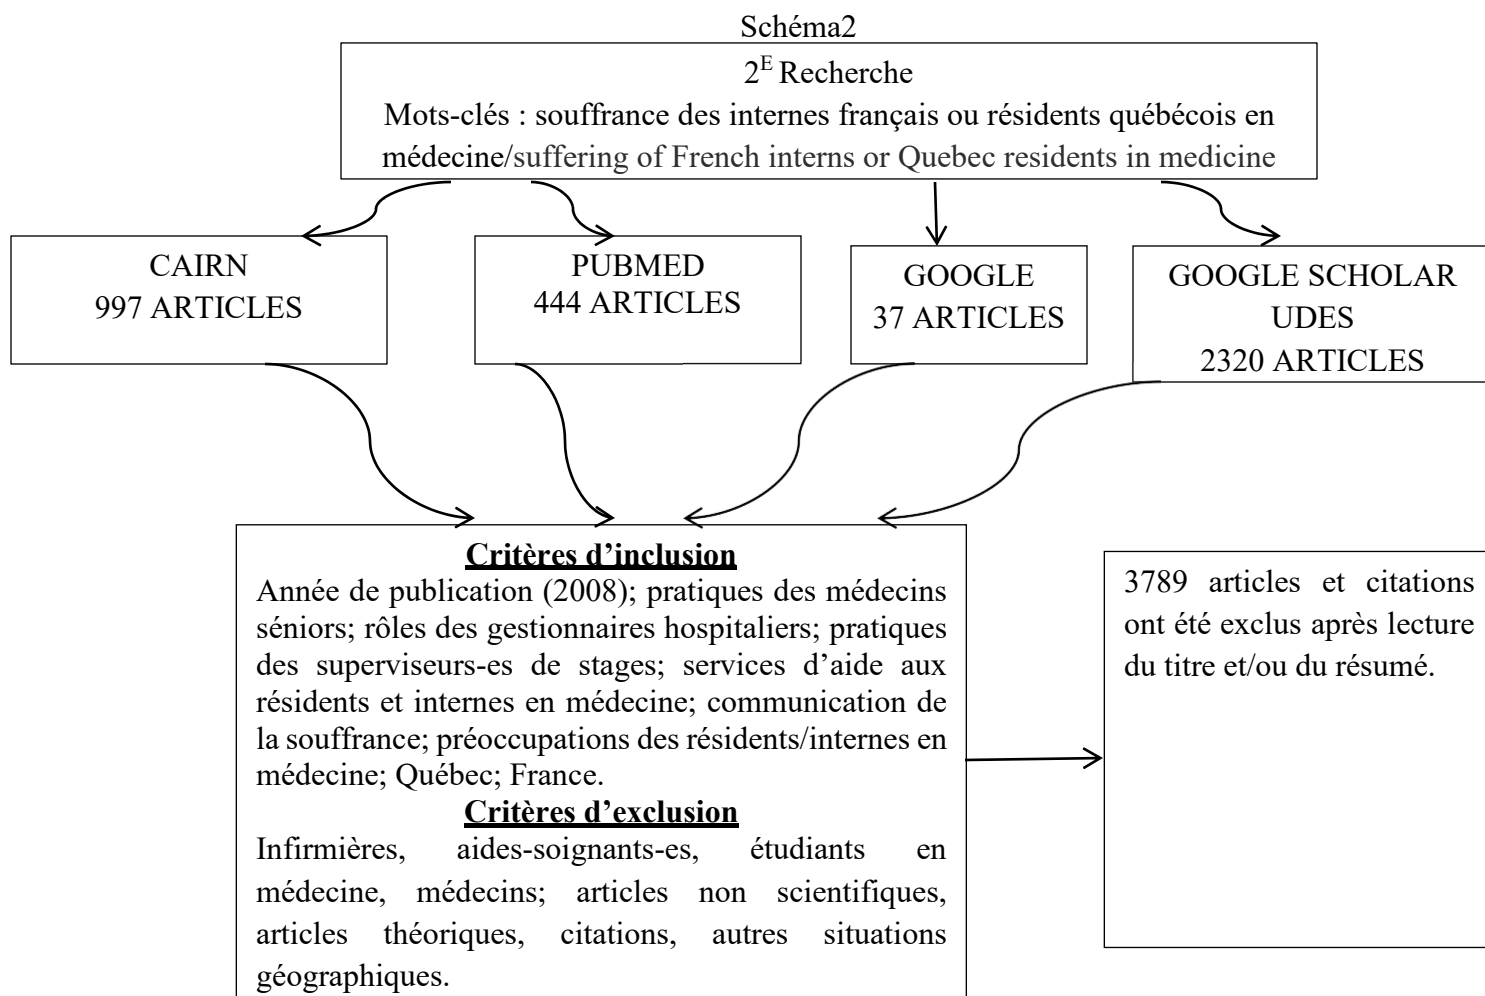 Schéma2
2E Recherche
Mots-clés : souffrance des internes français ou résidents québécois en
médecine/suffering of French interns or Quebec residents in medicine
CAIRN
997 ARTICLES
PUBMED
444 ARTICLES
GOOGLE
37 ARTICLES
GOOGLE SCHOLAR
UDES
2320 ARTICLES
Critères d’inclusion
Année de publication (2008); pratiques des médecins
séniors; rôles des gestionnaires hospitaliers; pratiques
des superviseurs-es de stages; services d’aide aux
résidents et internes en médecine; communication de
la souffrance; préoccupations des résidents/internes en
médecine; Québec; France.
Critères d’exclusion
Infirmières, aides-soignants-es, étudiants en
médecine, médecins; articles non scientifiques,
articles théoriques, citations, autres situations
géographiques.
3789 articles et citations
ont été exclus après lecture
du titre et/ou du résumé.